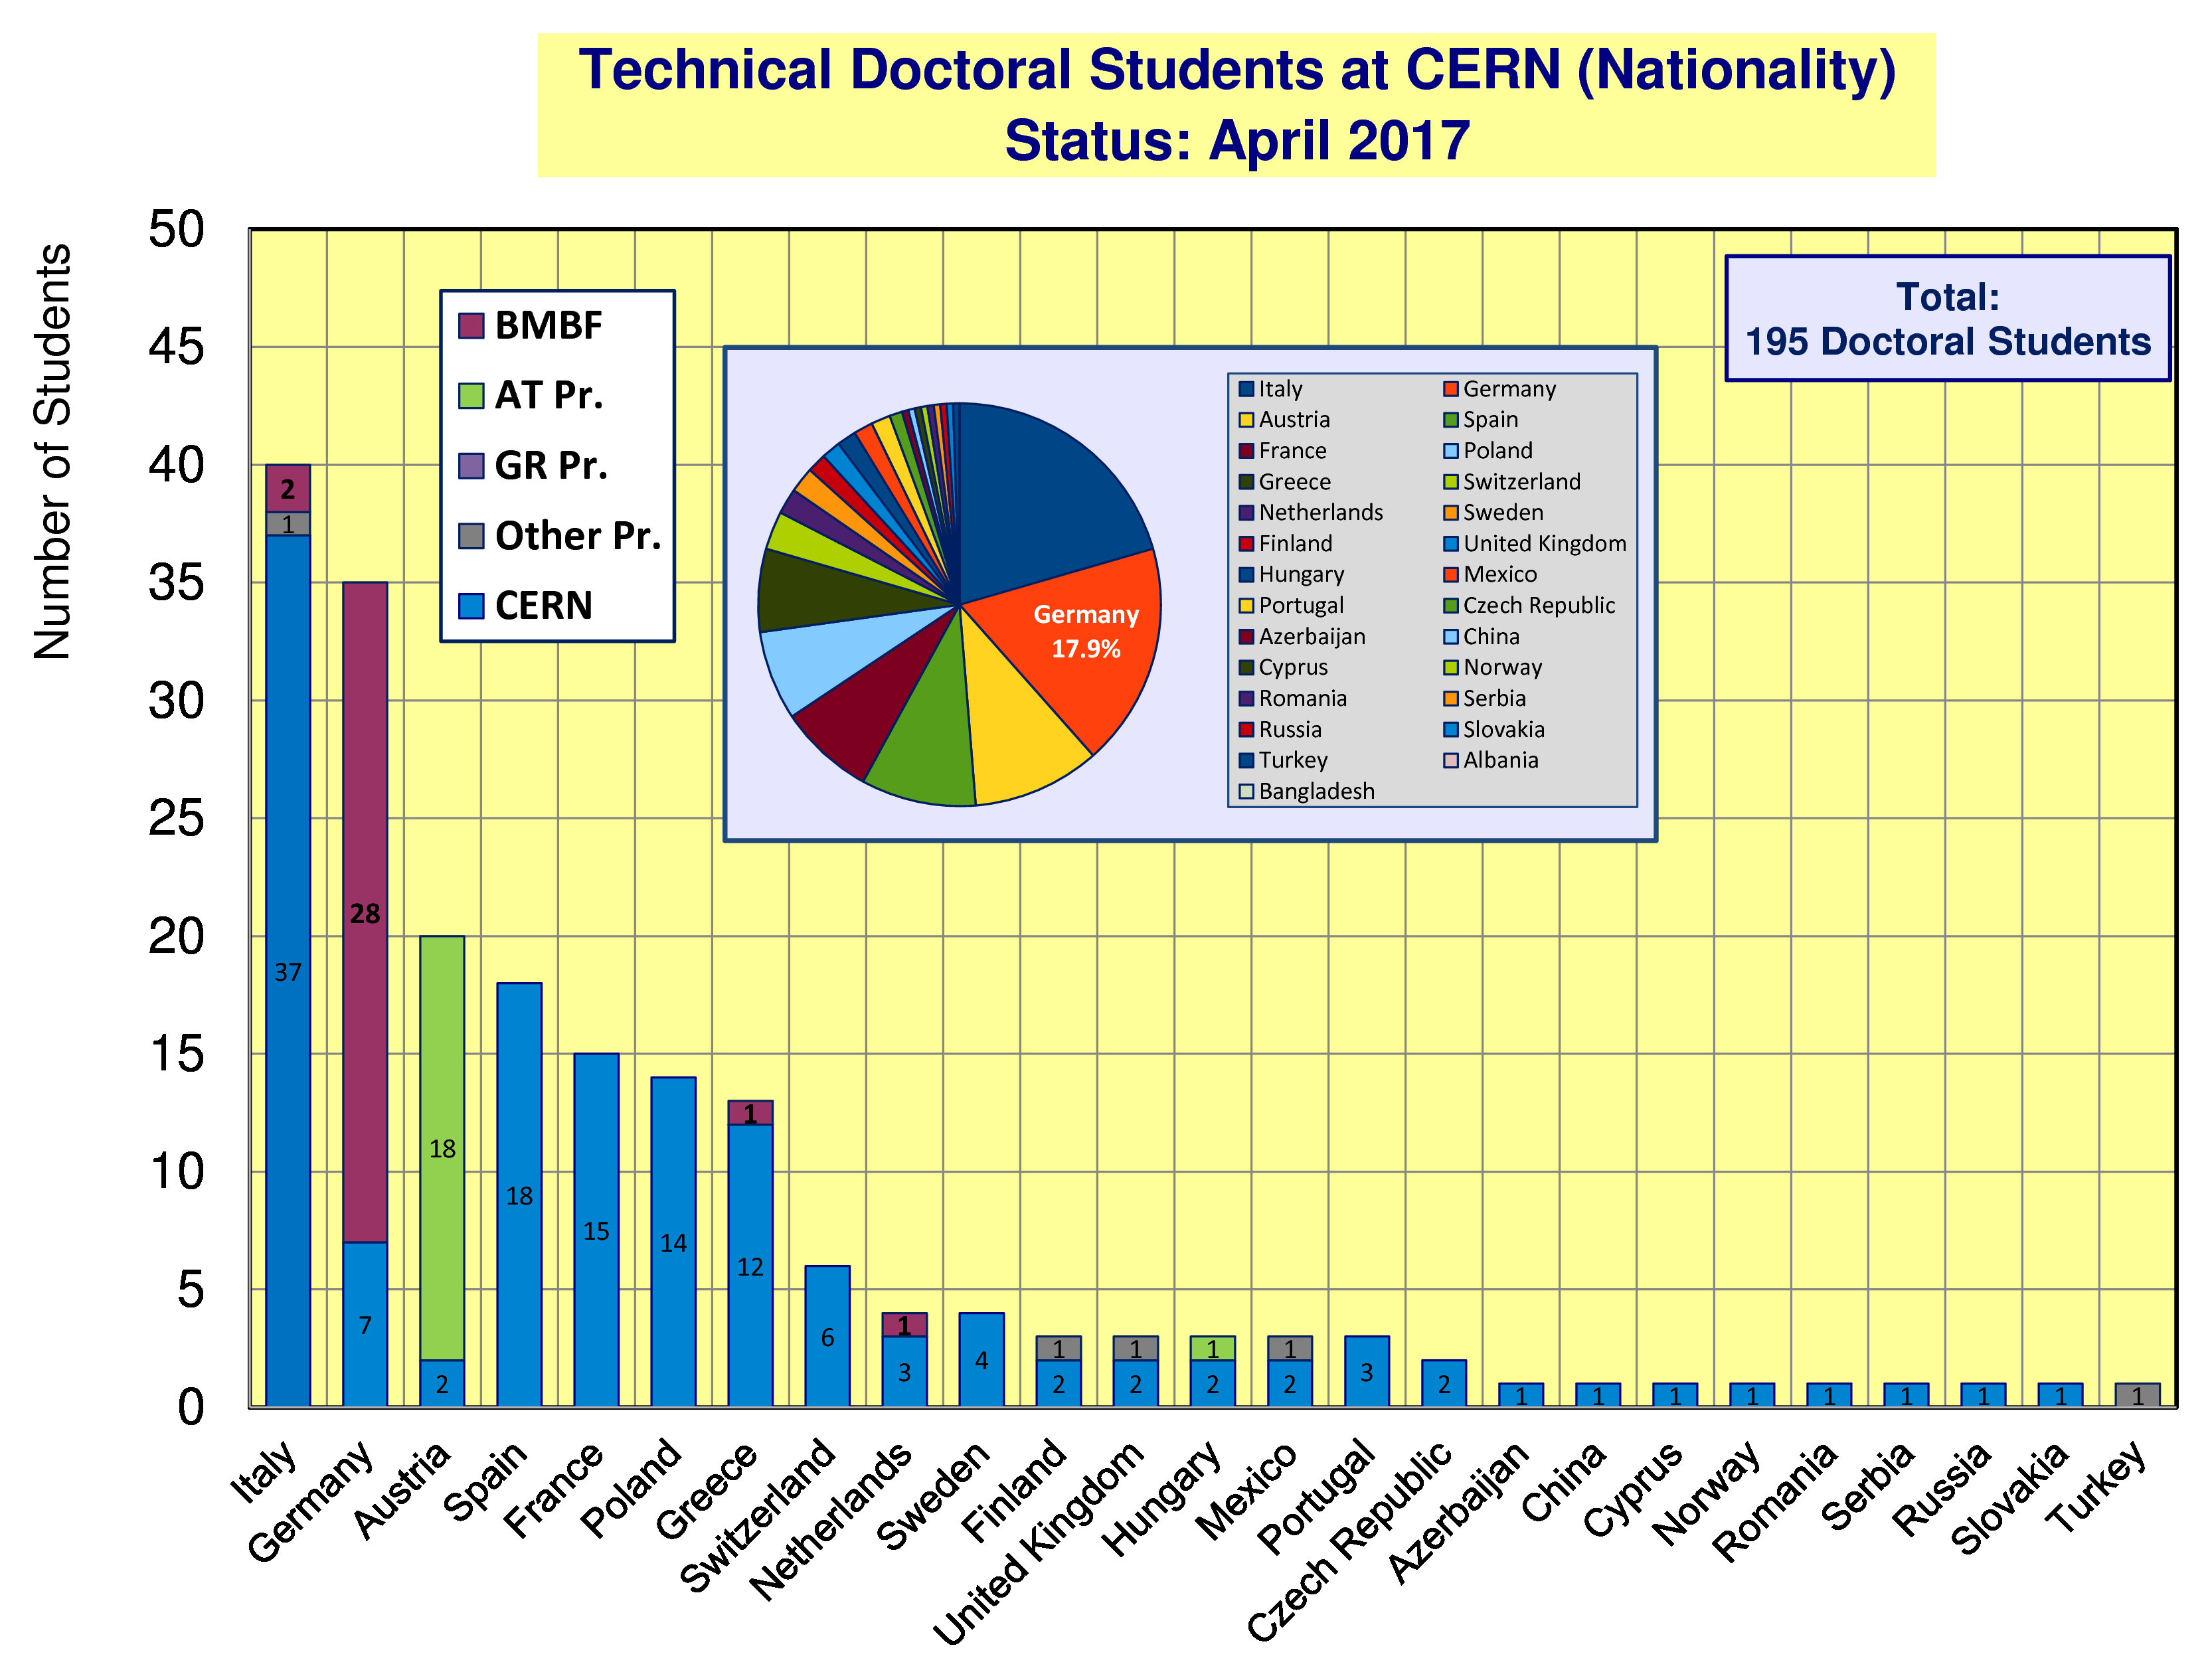 Technical Doctoral Students at CERN (Nationality)
Status: April 2017
Number of Students
50
45
40
35
30
25
20
15
10
5
0
BMBF
AT Pr.
GR Pr.
Other Pr.
CERN
Total:
195 Doctoral Students
Germany
17.9%
Italy Germany
Austria Spain
France Poland
Greece Switzerland
Netherlands Sweden
Finland United Kingdom
Hungary Mexico
Portugal Czech Republic
Azerbaijan China
Cyprus Norway
Romania Serbia
Russia Slovakia
Turkey Albania
Bangladesh
2
1
37
28
7
18
2
18
15
14
1
12
6
1
3
4
1
2
1
2
1
2
1
2
3
2
1
1
1
1
1
1
1
1
1
Italy
Germany
Austria
Spain
France
Poland
Greece
Switzerland
Netherlands
Sweden
Finland
United Kingdom
Hungary
Mexico
Portugal
Czech Republic
Azerbaijan
China
Cyprus
Norway
Romania
Serbia
Russia
Slovakia
Turkey